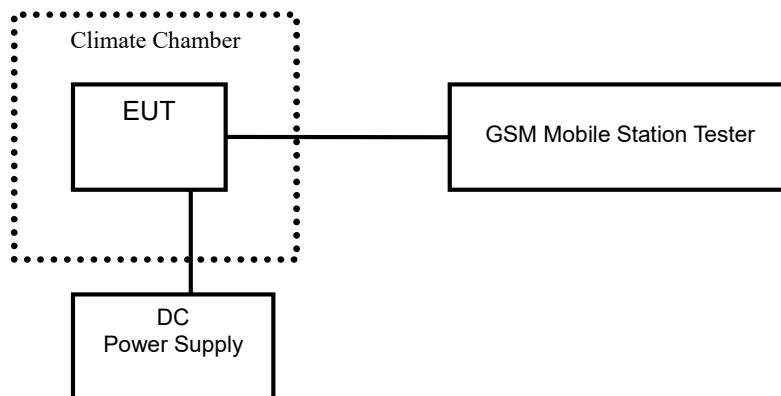 Climate Chamber
EUT
GSM Mobile Station Tester
DC
Power Supply